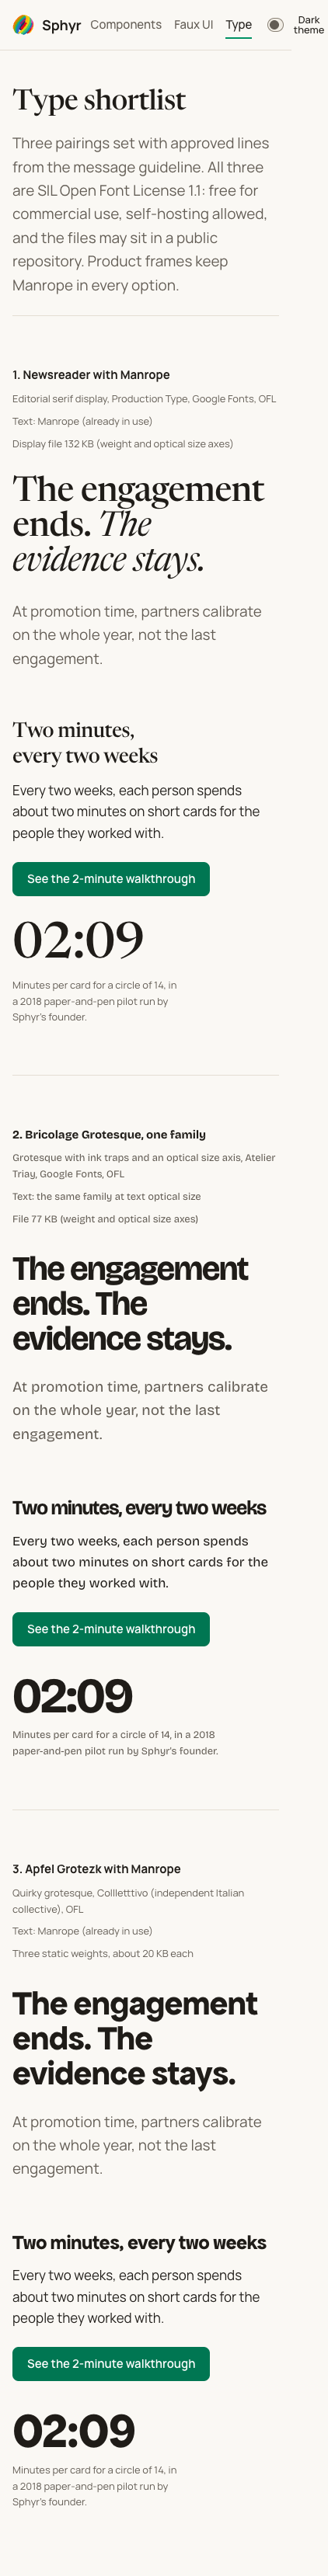 Sphyr Components Faux UI Type Dark theme
Type shortlist
Three pairings set with approved lines
from the message guideline. All three
are SIL Open Font License 1.1: free for
commercial use, self-hosting allowed,
and the files may sit in a public
repository. Product frames keep
Manrope in every option.
1. Newsreader with Manrope
Editorial serif display, Production Type, Google Fonts, OFL
Text: Manrope (already in use)
Display file 132 KB (weight and optical size axes)
The engagement
ends. The
evidence stays.
At promotion time, partners calibrate
on the whole year, not the last
engagement.
Two minutes,
every two weeks
Every two weeks, each person spends
about two minutes on short cards for the
people they worked with.
See the 2-minute walkthrough
02:09
Minutes per card for a circle of 14, in
a 2018 paper-and-pen pilot run by
Sphyr's founder.
2. Bricolage Grotesque, one family
Grotesque with ink traps and an optical size axis, Atelier
Triay, Google Fonts, OFL
Text: the same family at text optical size
File 77 KB (weight and optical size axes)
The engagement
ends. The
evidence stays.
At promotion time, partners calibrate
on the whole year, not the last
engagement.
Two minutes, every two weeks
Every two weeks, each person spends
about two minutes on short cards for the
people they worked with.
See the 2-minute walkthrough
02:09
Minutes per card for a circle of 14, in a 2018
paper-and-pen pilot run by Sphyr's founder.
3. Apfel Grotezk with Manrope
Quirky grotesque, Collletttivo (independent Italian
collective), OFL
Text: Manrope (already in use)
Three static weights, about 20 KB each
The engagement
ends. The
evidence stays.
At promotion time, partners calibrate
on the whole year, not the last
engagement.
Two minutes, every two weeks
Every two weeks, each person spends
about two minutes on short cards for the
people they worked with.
See the 2-minute walkthrough
02:09
Minutes per card for a circle of 14, in
a 2018 paper-and-pen pilot run by
Sphyr's founder.